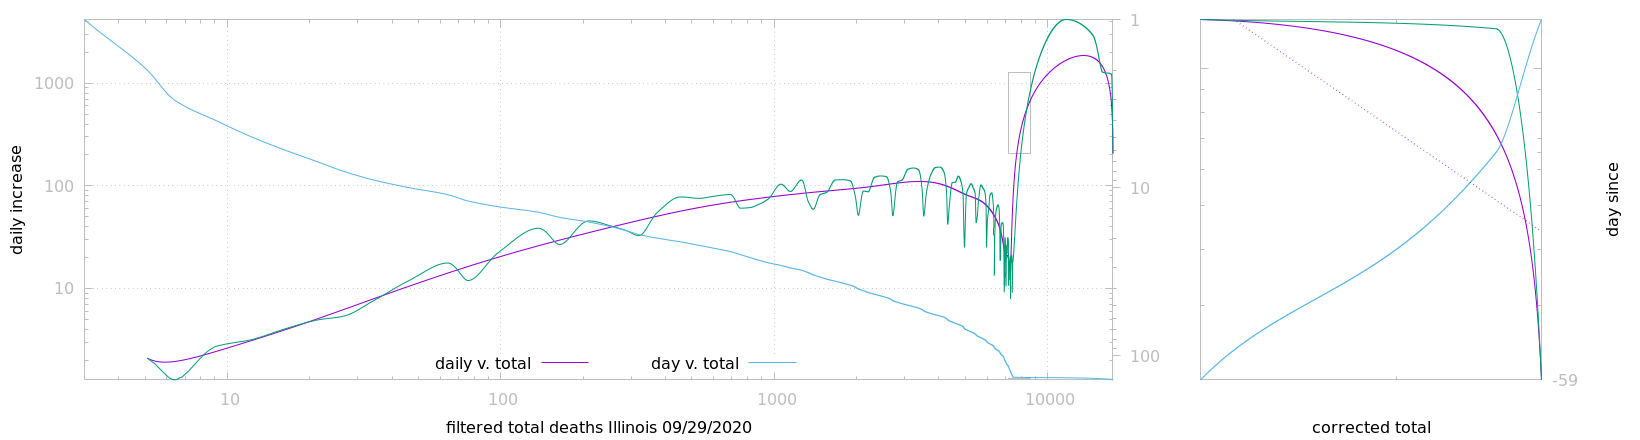 1
1000
100
10
daily increase
10
100
daily v. total
day v. total
10
100
1000
10000
filtered total deaths Illinois 09/29/2020
day since
-59
corrected total